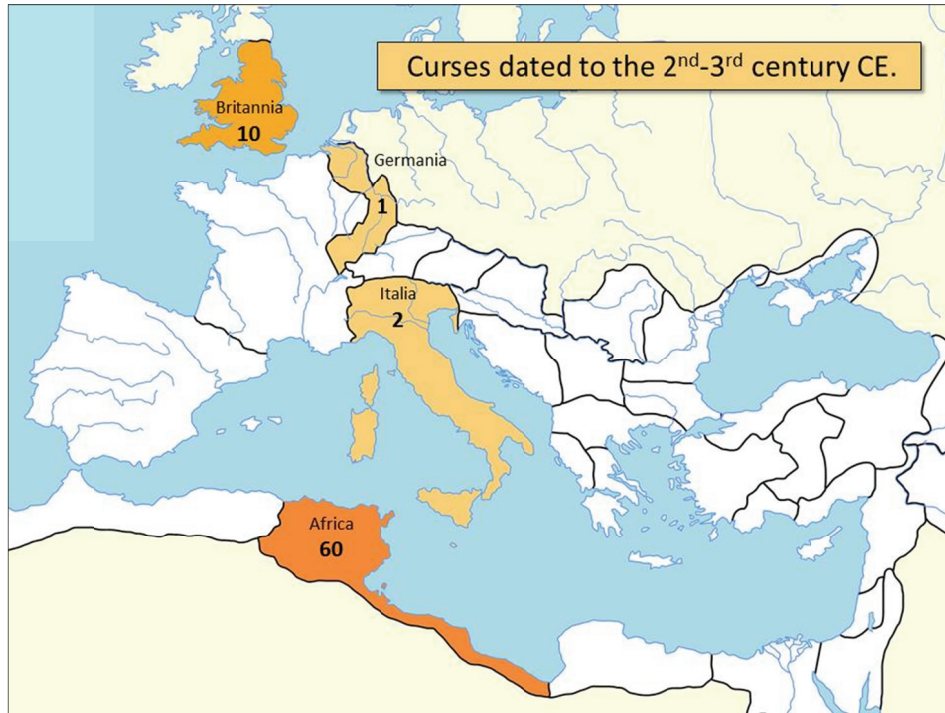 Curses dated to the 2nd-3rd century CE.
Britannia
10
Germania
1
Italia
2
Africa
60